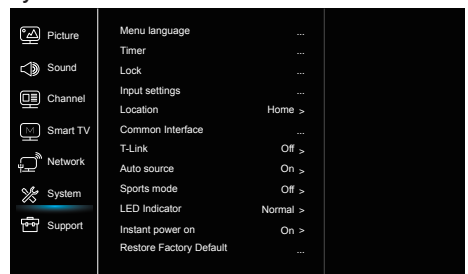 Picture
Sound
Channel
Smart TV
Network
System
Support
Menu language ...
Timer ...
Lock ...
Input settings ...
Location Home >
Common Interface ...
T-Link Off >
Auto source On >
Sports mode Off >
LED Indicator Normal >
Instant power on On >
Restore Factory Default ...